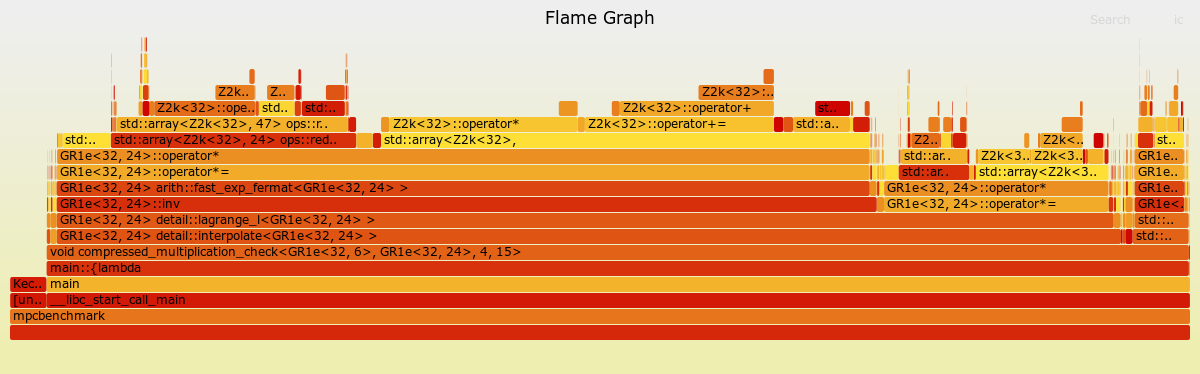 Flame Graph
Search ic
Z2k.. Z.. Z2k<32>:..
Z2k<32>::ope.. std.. std:.. Z2k<32>::operator+ st..
std::array<Z2k<32>, 47> ops::r.. Z2k<32>::operator* Z2k<32>::operator+= std::a..
std:.. std::array<Z2k<32>, 24> ops::red.. std::array<Z2k<32>, Z2.. Z2k<.. st..
GR1e<32, 24>::operator* std::ar.. Z2k<3.. Z2k<3.. GR1e..
GR1e<32, 24>::operator*= std::ar.. std::array<Z2k<3.. GR1e..
GR1e<32, 24> arith::fast_exp_fermat<GR1e<32, 24> > GR1e<32, 24>::operator* GR1e..
GR1e<32, 24>::inv GR1e<32, 24>::operator*= GR1e<..
GR1e<32, 24> detail::lagrange_l<GR1e<32, 24> > std::..
GR1e<32, 24> detail::interpolate<GR1e<32, 24> > std::..
void compressed_multiplication_check<GR1e<32, 6>, GR1e<32, 24>, 4, 15>
main::{lambda
Kec.. main
[un.. __libc_start_call_main
mpcbenchmark